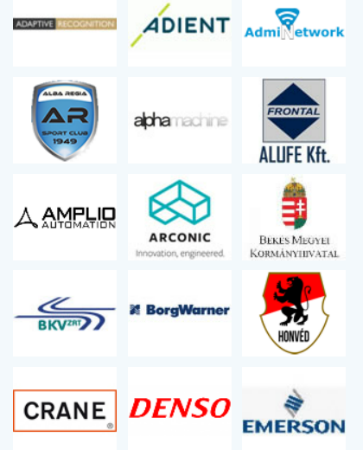 ADAPTIVE RECOGNITION
ADIENT
AdmiNetwork
ALBA REGIA
AR
SPORT CLUB
1949
alphamachine
FRONTAL
ALUFE Kft.
AMPLIO
AUTOMATION
ARCONIC
Innovation, engineered.
BÉKÉS MEGYEI
KORMÁNYHIVATAL
BKV ZRT
BorgWarner
HONVÉD
CRANE
®
DENSO
EMERSON